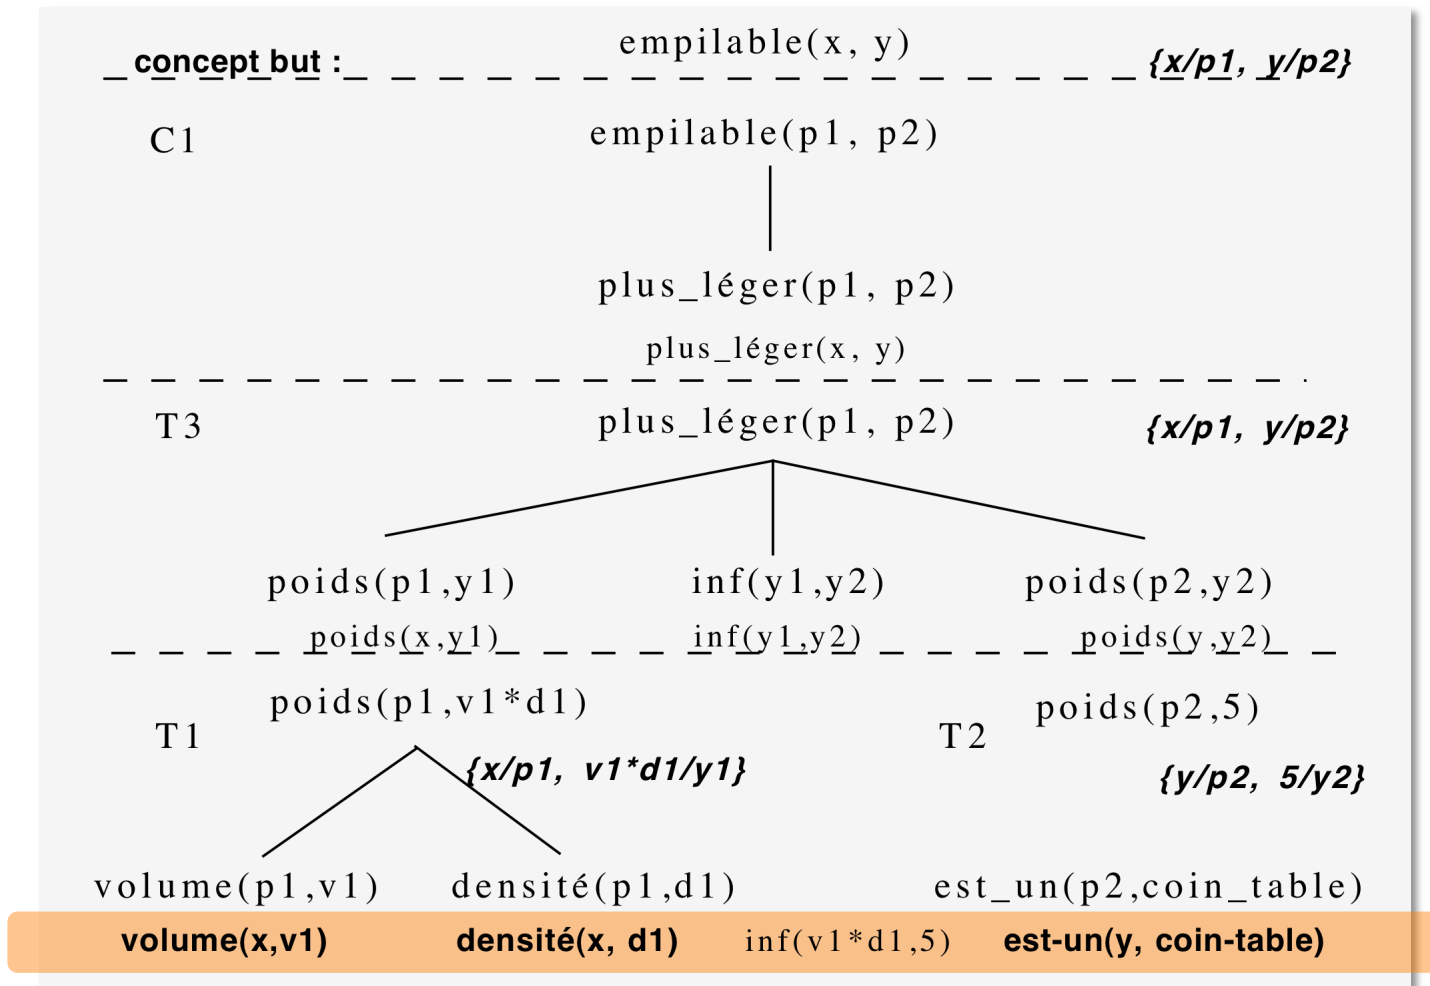 concept but : empilable(x, y) {x/p1, y/p2}
C1 empilable(p1, p2)
plus_léger(p1, p2)
plus_léger(x, y)
T3 plus_léger(p1, p2) {x/p1, y/p2}
poids(p1,y1) inf(y1,y2) poids(p2,y2)
poids(x,y1) inf(y1,y2) poids(y,y2)
T1 poids(p1,v1*d1) T2 poids(p2,5)
{x/p1, v1*d1/y1} {y/p2, 5/y2}
volume(p1,v1) densité(p1,d1) est_un(p2,coin_table)
volume(x,v1) densité(x, d1) inf(v1*d1,5) est-un(y, coin-table)